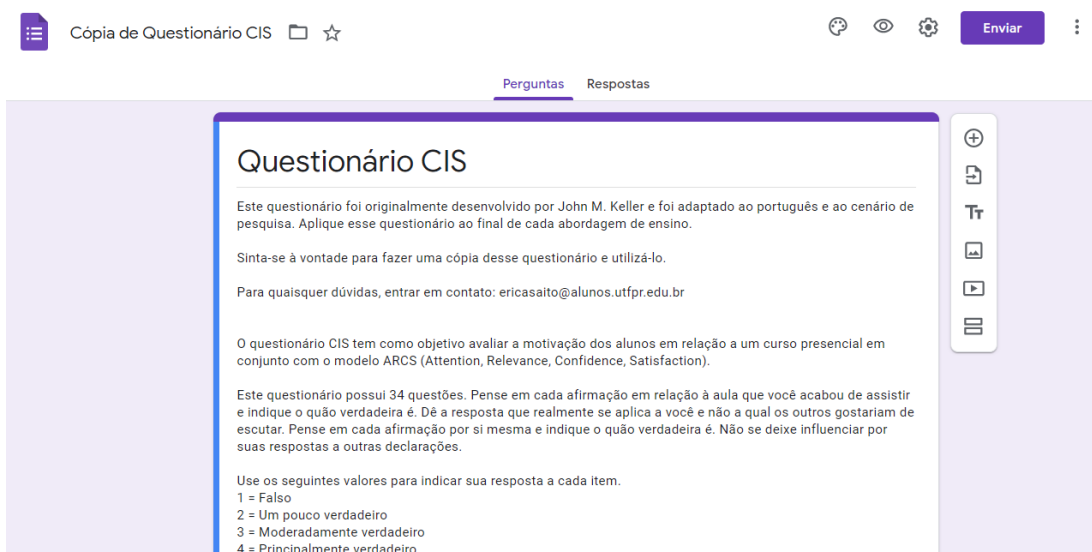 Cópia de Questionário CIS
Enviar
Perguntas Respostas
Questionário CIS
Este questionário foi originalmente desenvolvido por John M. Keller e foi adaptado ao português e ao cenário de
pesquisa. Aplique esse questionário ao final de cada abordagem de ensino.
Sinta-se à vontade para fazer uma cópia desse questionário e utilizá-lo.
Para quaisquer dúvidas, entrar em contato: ericasaito@alunos.utfpr.edu.br
O questionário CIS tem como objetivo avaliar a motivação dos alunos em relação a um curso presencial em
conjunto com o modelo ARCS (Attention, Relevance, Confidence, Satisfaction).
Este questionário possui 34 questões. Pense em cada afirmação em relação à aula que você acabou de assistir
e indique o quão verdadeira é. Dê a resposta que realmente se aplica a você e não a qual os outros gostariam de
escutar. Pense em cada afirmação por si mesma e indique o quão verdadeira é. Não se deixe influenciar por
suas respostas a outras declarações.
Use os seguintes valores para indicar sua resposta a cada item.
1 = Falso
2 = Um pouco verdadeiro
3 = Moderadamente verdadeiro
4 = Principalmente verdadeiro
Tт